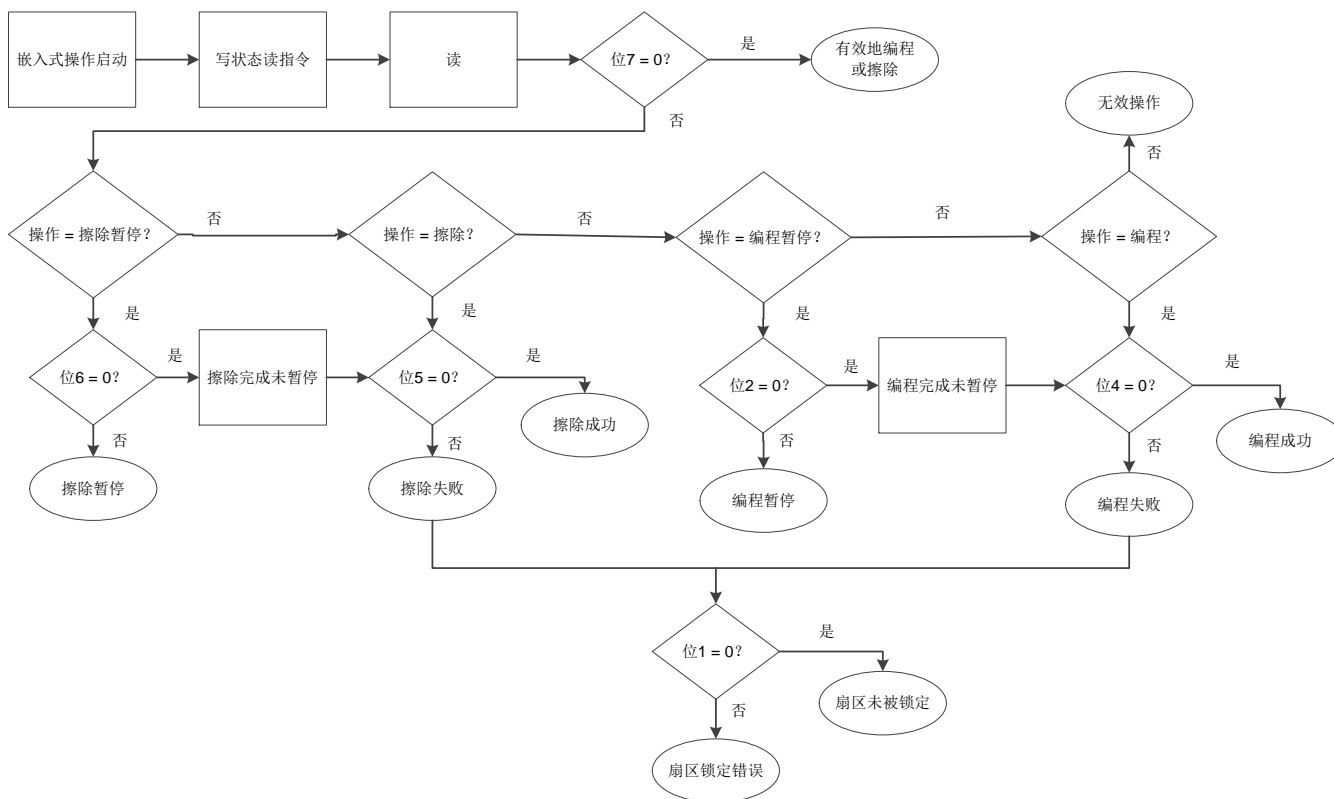 嵌入式操作启动
写状态读指令
读
位7 = 0?
是
有效地编程
或擦除
否
无效操作
否
操作 = 擦除暂停?
否
操作 = 擦除?
否
操作 = 编程暂停?
否
操作 = 编程?
是
是
是
是
位6 = 0?
是
擦除完成未暂停
位5 = 0?
是
擦除成功
位2 = 0?
是
编程完成未暂停
位4 = 0?
是
编程成功
否
擦除暂停
否
擦除失败
否
编程暂停
否
编程失败
位1 = 0?
是
扇区未被锁定
否
扇区锁定错误